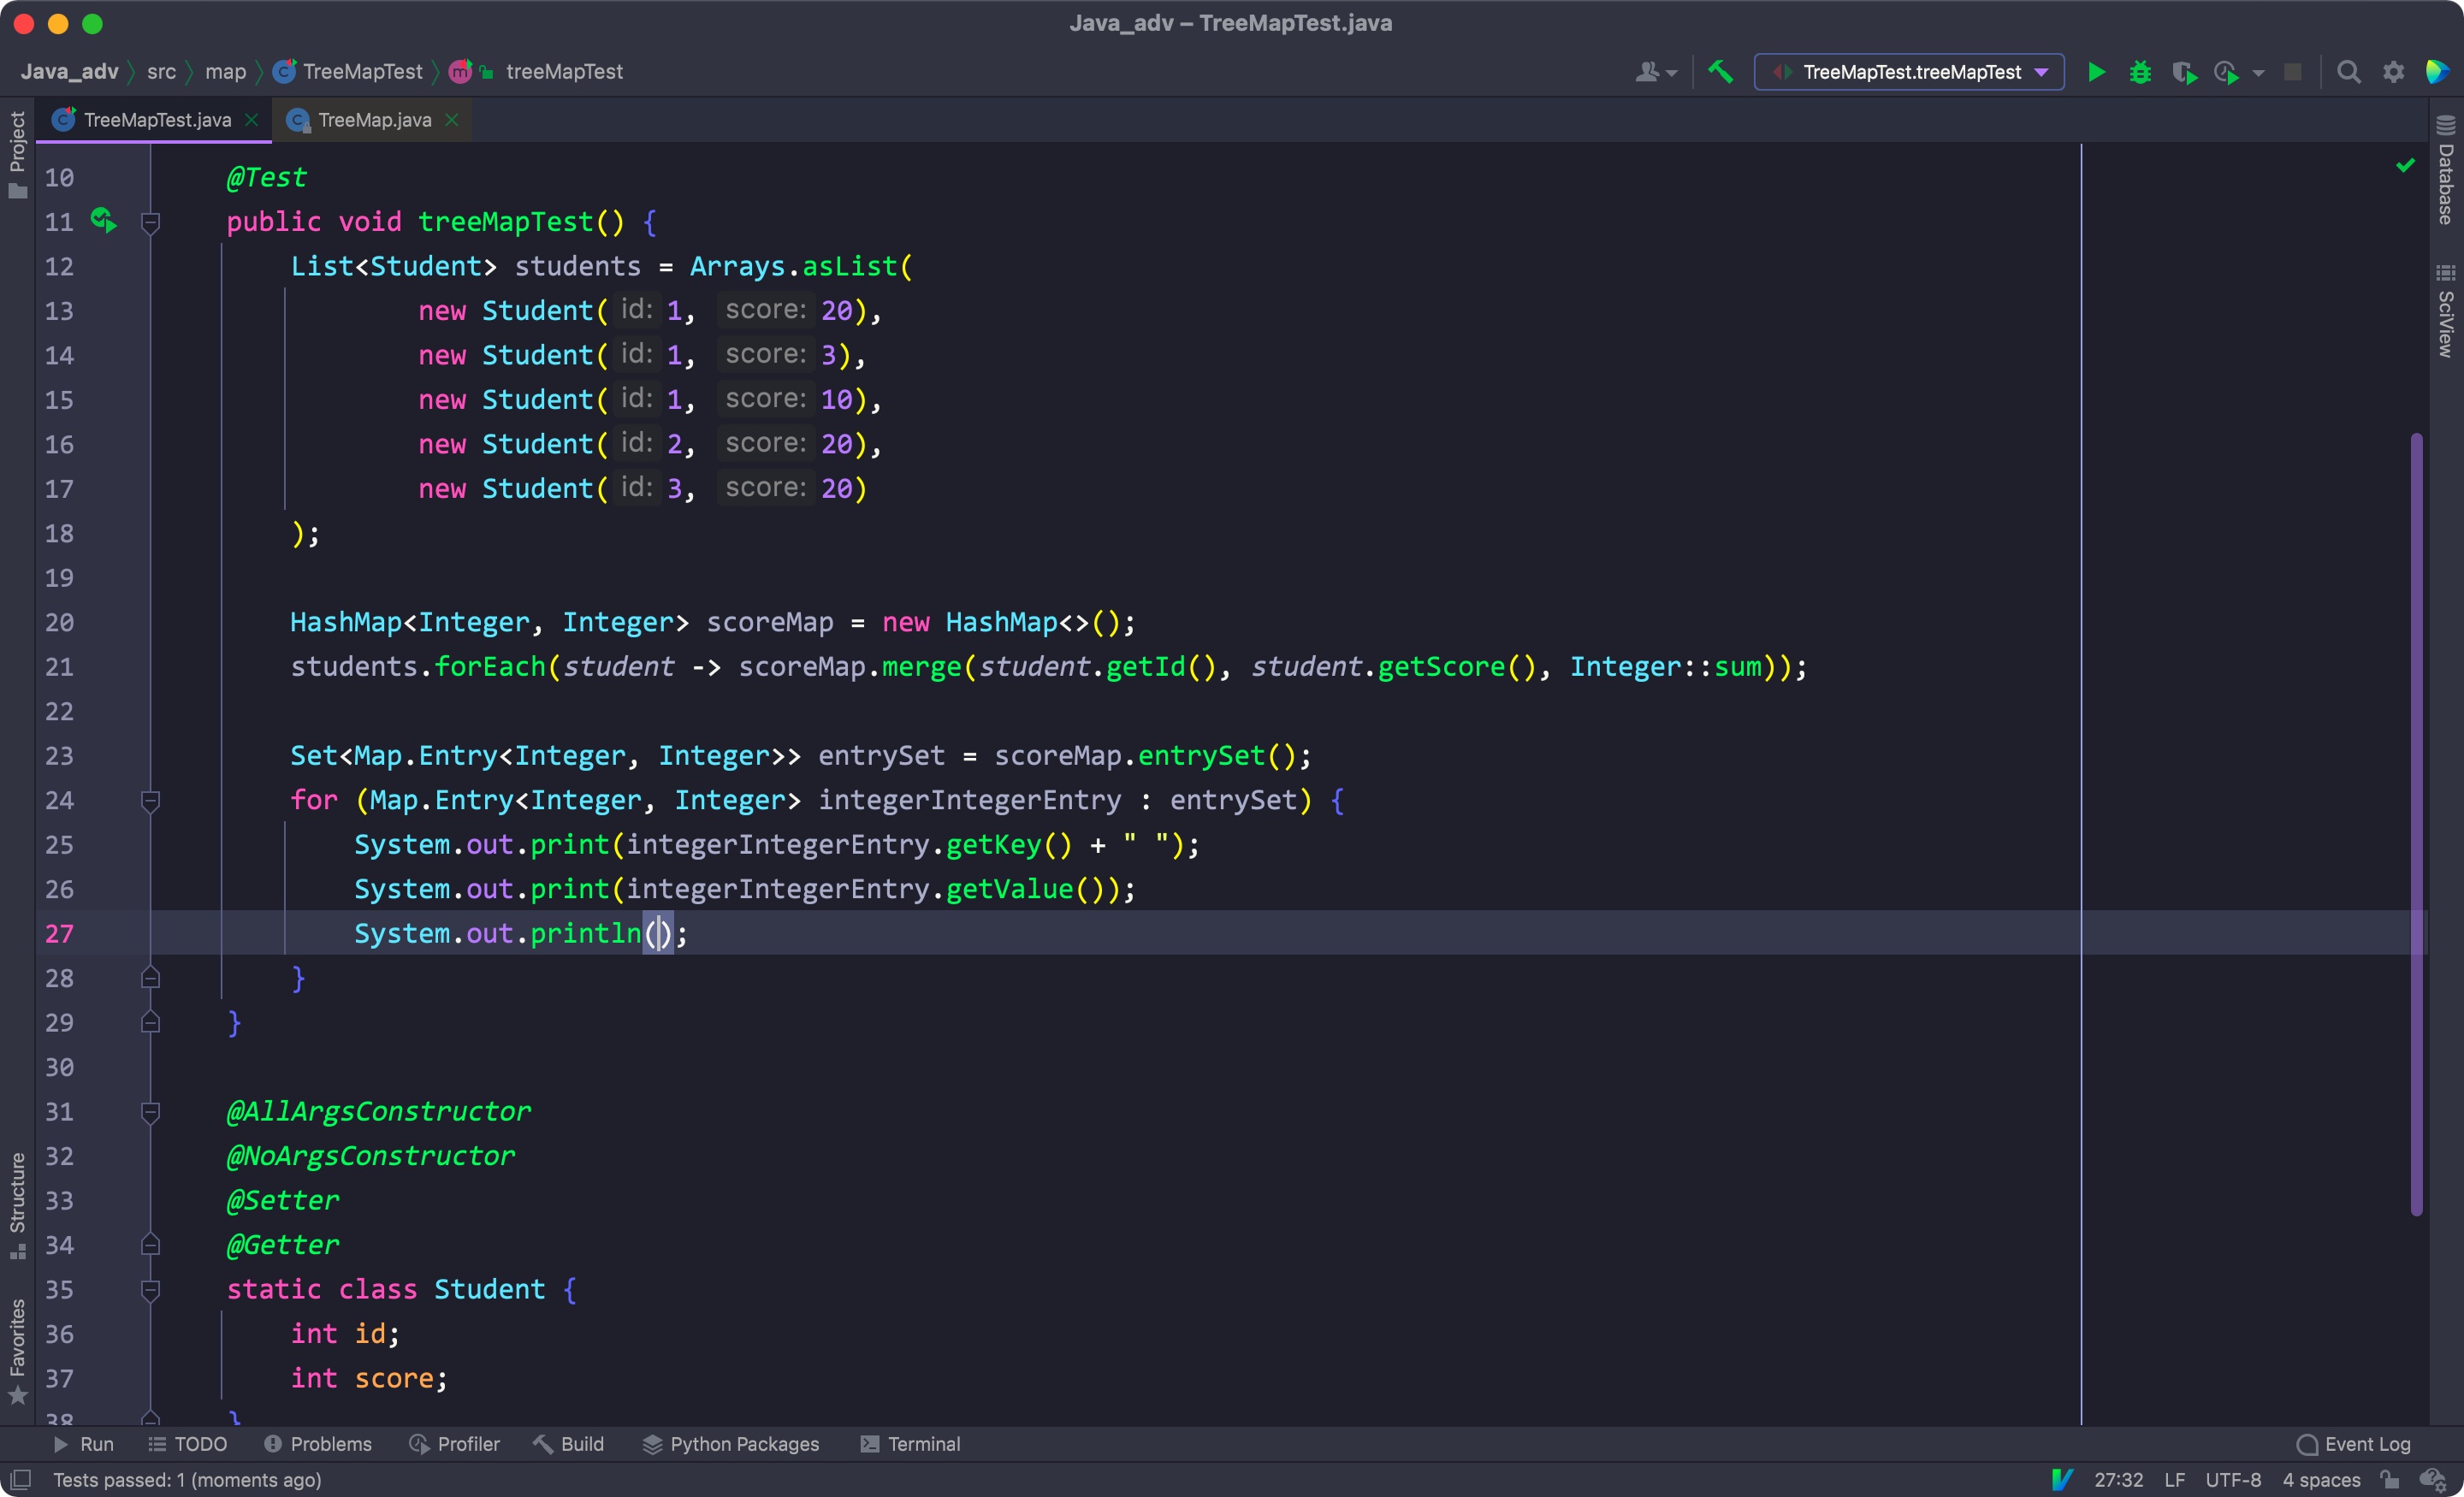 Java_adv – TreeMapTest.java
Java_adv src map TreeMapTest treeMapTest TreeMapTest.treeMapTest
TreeMapTest.java TreeMap.java
Project
Structure
Favorites
Database
SciView
10 @Test
11 public void treeMapTest() {
12 List<Student> students = Arrays.asList(
13 new Student( id: 1, score: 20),
14 new Student( id: 1, score: 3),
15 new Student( id: 1, score: 10),
16 new Student( id: 2, score: 20),
17 new Student( id: 3, score: 20)
18 );
19
20 HashMap<Integer, Integer> scoreMap = new HashMap<>();
21 students.forEach(student -> scoreMap.merge(student.getId(), student.getScore(), Integer::sum));
22
23 Set<Map.Entry<Integer, Integer>> entrySet = scoreMap.entrySet();
24 for (Map.Entry<Integer, Integer> integerIntegerEntry : entrySet) {
25 System.out.print(integerIntegerEntry.getKey() + " ");
26 System.out.print(integerIntegerEntry.getValue());
27 System.out.println();
28 }
29 }
30
31 @AllArgsConstructor
32 @NoArgsConstructor
33 @Setter
34 @Getter
35 static class Student {
36 int id;
37 int score;
38 }
Run TODO Problems Profiler Build Python Packages Terminal Event Log
Tests passed: 1 (moments ago) 27:32 LF UTF-8 4 spaces